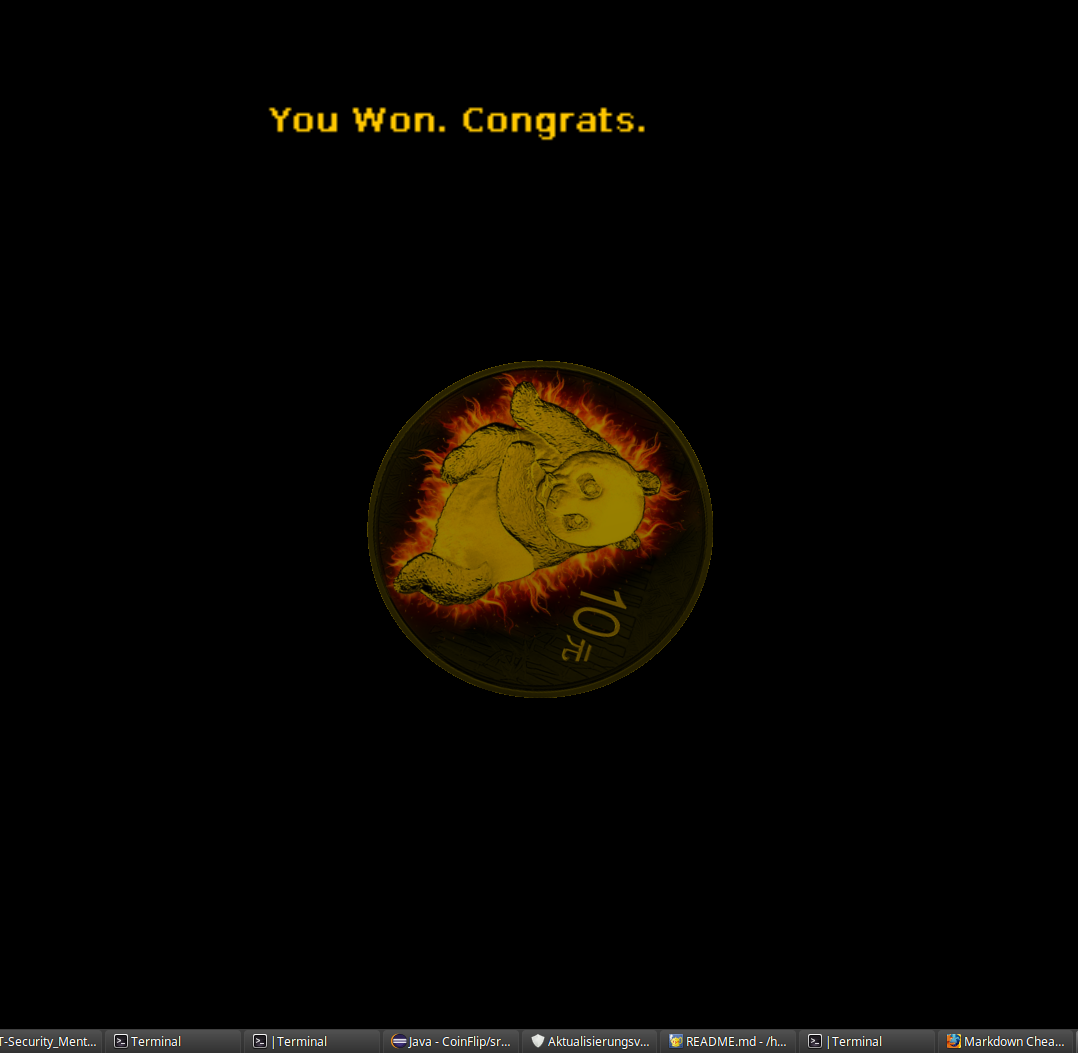 You Won. Congrats.
10元
T-Security_Ment...
Terminal
|Terminal
Java - CoinFlip/sr...
Aktualisierungsv...
README.md - /h...
|Terminal
Markdown Chea...